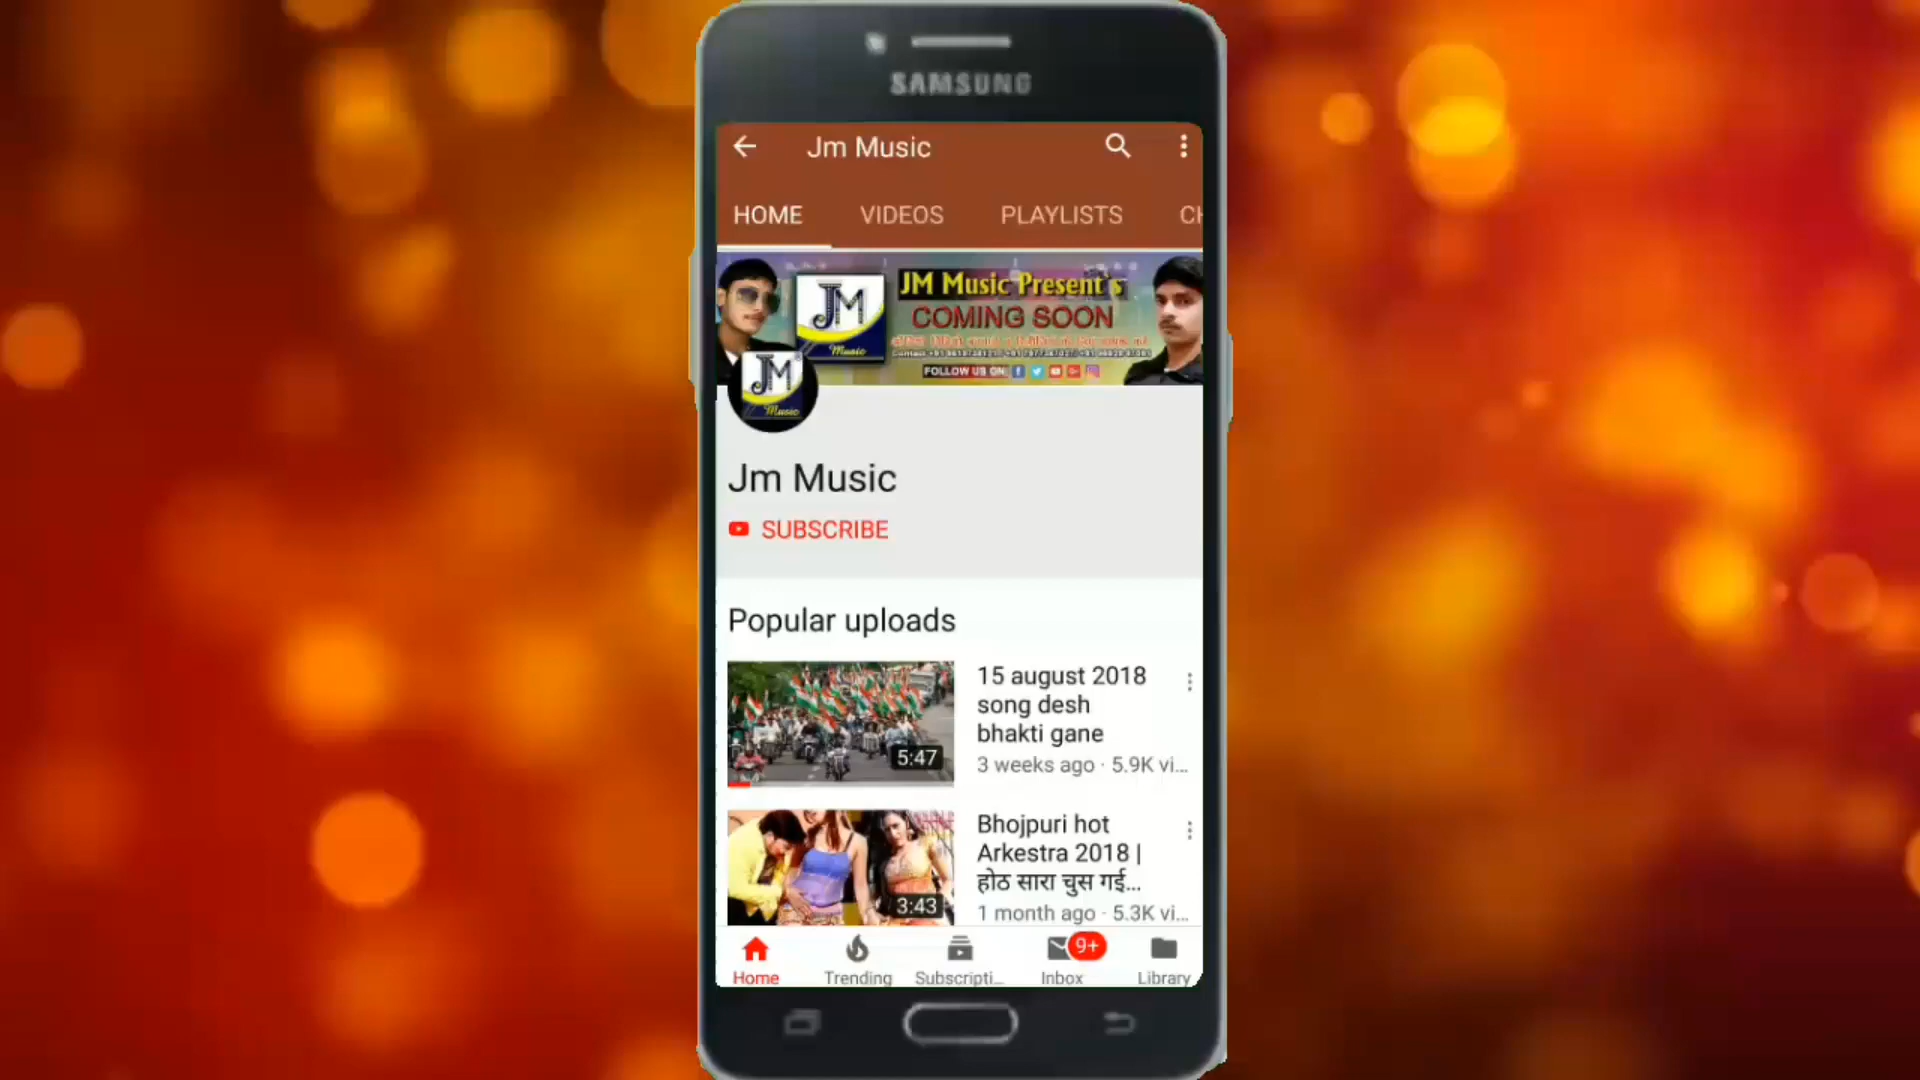 SAMSUNG
Jm Music
HOME VIDEOS PLAYLISTS CH
JM Music Present's
JM
COMING SOON
Music
FOLLOW US ON:
JM
Music
Jm Music
SUBSCRIBE
Popular uploads
15 august 2018
song desh
bhakti gane
5:47
3 weeks ago · 5.9K vi...
Bhojpuri hot
Arkestra 2018 |
होठ सारा चुस गई...
3:43
1 month ago · 5.3K vi...
9+
Home Trending Subscripti... Inbox Library